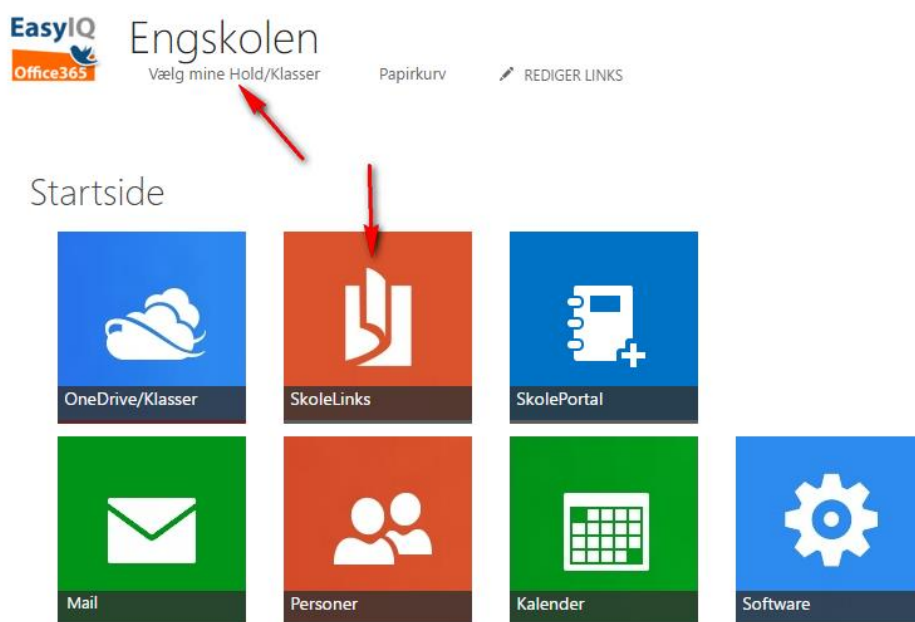 EasyIQ
Office365
Engskolen
Vælg mine Hold/Klasser Papirkurv REDIGER LINKS
Startside
OneDrive/Klasser SkoleLinks SkolePortal
Mail Personer Kalender Software